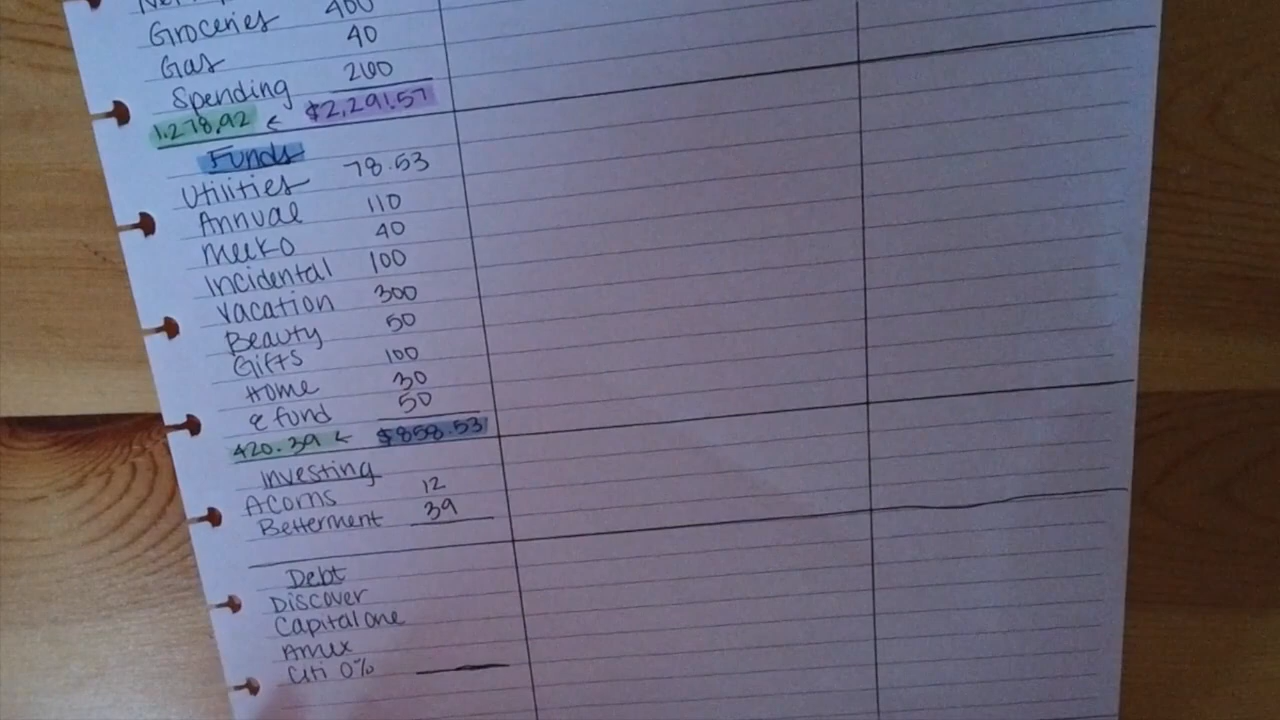 Groceries 400
Gas 40
Spending 200
1,278.92 < $2,291.57
Funds
Utilities 78.53
Annual 110
Meeko 40
Incidental 100
Vacation 300
Beauty 50
Gifts 100
Home 30
e fund 50
420.39 < $858.53
Investing
Acorns 12
Betterment 39
Debt
Discover
Capital one
Amex
Citi 0%